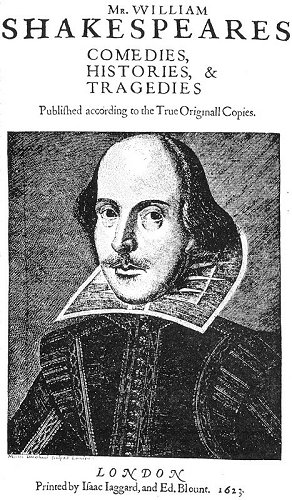 Mr. WILLIAM
SHAKESPEARES
COMEDIES,
HISTORIES, &
TRAGEDIES
Publiſhed according to the True Originall Copies.
LONDON
Printed by Iſaac Iaggard, and Ed. Blount. 1623.